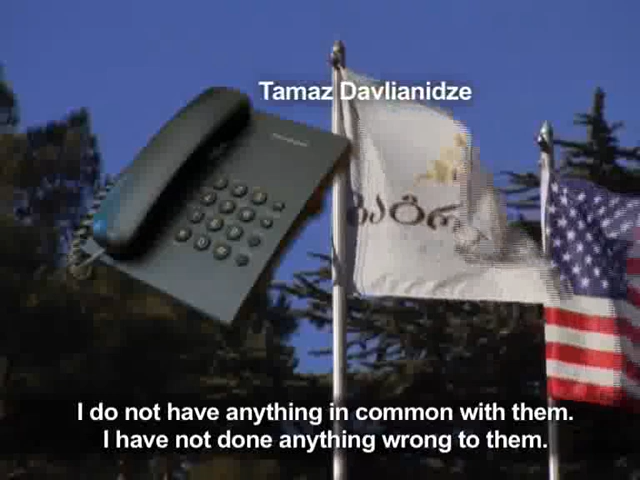 Tamaz Davlianidze
I do not have anything in common with them.
I have not done anything wrong to them.